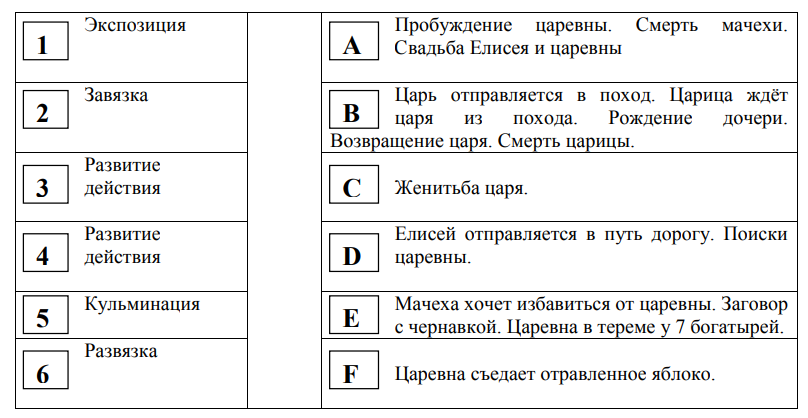 1 Экспозиция
A Пробуждение царевны. Смерть мачехи.
Свадьба Елисея и царевны
2 Завязка
B Царь отправляется в поход. Царица ждёт
царя из похода. Рождение дочери.
Возвращение царя. Смерть царицы.
3 Развитие
действия
C Женитьба царя.
4 Развитие
действия
D Елисей отправляется в путь дорогу. Поиски
царевны.
5 Кульминация
E Мачеха хочет избавиться от царевны. Заговор
с чернавкой. Царевна в тереме у 7 богатырей.
6 Развязка
F Царевна съедает отравленное яблоко.